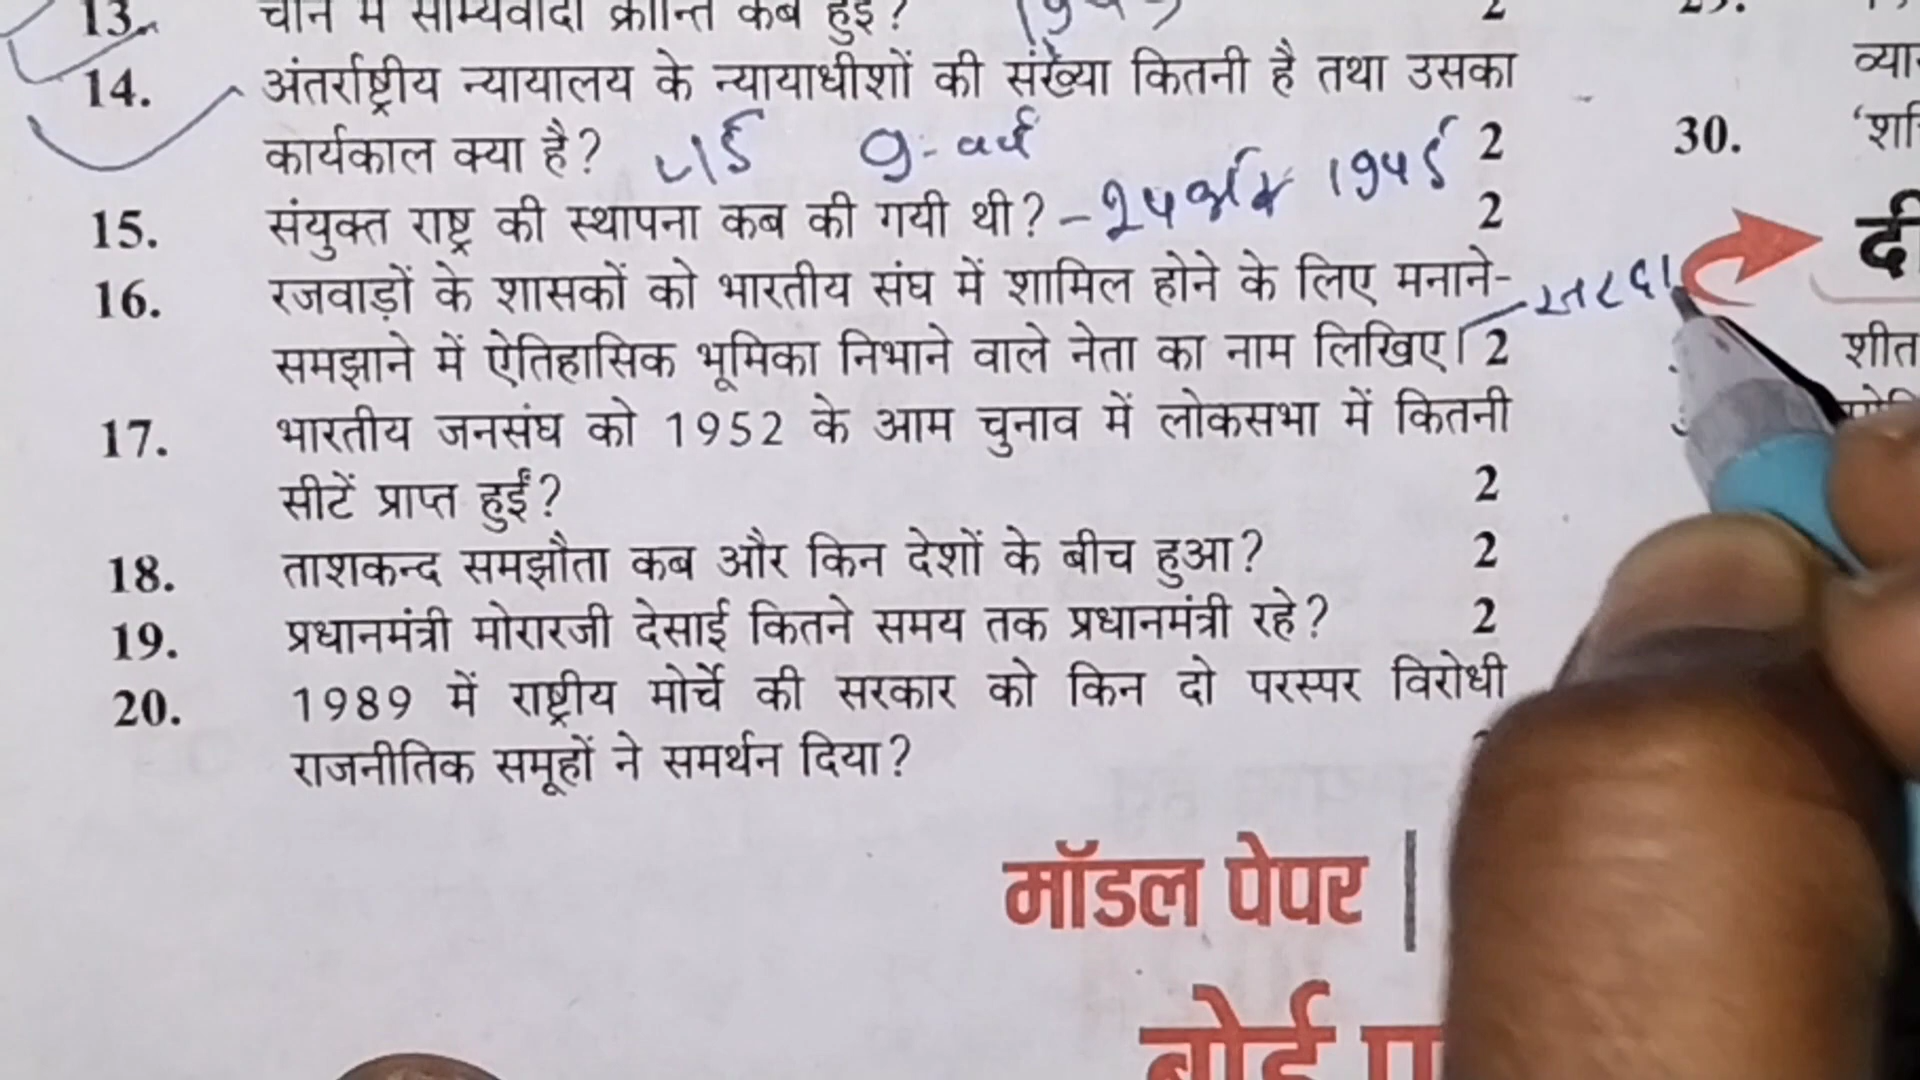 13. चीन में साम्यवादी क्रान्ति कब हुई? 2
14. अंतर्राष्ट्रीय न्यायालय के न्यायाधीशों की संख्या कितनी है तथा उसका
कार्यकाल क्या है? 15 9-वर्ष 2
15. संयुक्त राष्ट्र की स्थापना कब की गयी थी? - 24 1945 2
16. रजवाड़ों के शासकों को भारतीय संघ में शामिल होने के लिए मनाने-
समझाने में ऐतिहासिक भूमिका निभाने वाले नेता का नाम लिखिए। 2
सरदा
17. भारतीय जनसंघ को 1952 के आम चुनाव में लोकसभा में कितनी
सीटें प्राप्त हुईं? 2
18. ताशकन्द समझौता कब और किन देशों के बीच हुआ? 2
19. प्रधानमंत्री मोरारजी देसाई कितने समय तक प्रधानमंत्री रहे? 2
20. 1989 में राष्ट्रीय मोर्चे की सरकार को किन दो परस्पर विरोधी
राजनीतिक समूहों ने समर्थन दिया?
मॉडल पेपर |
बोर्ड
30.
शीत